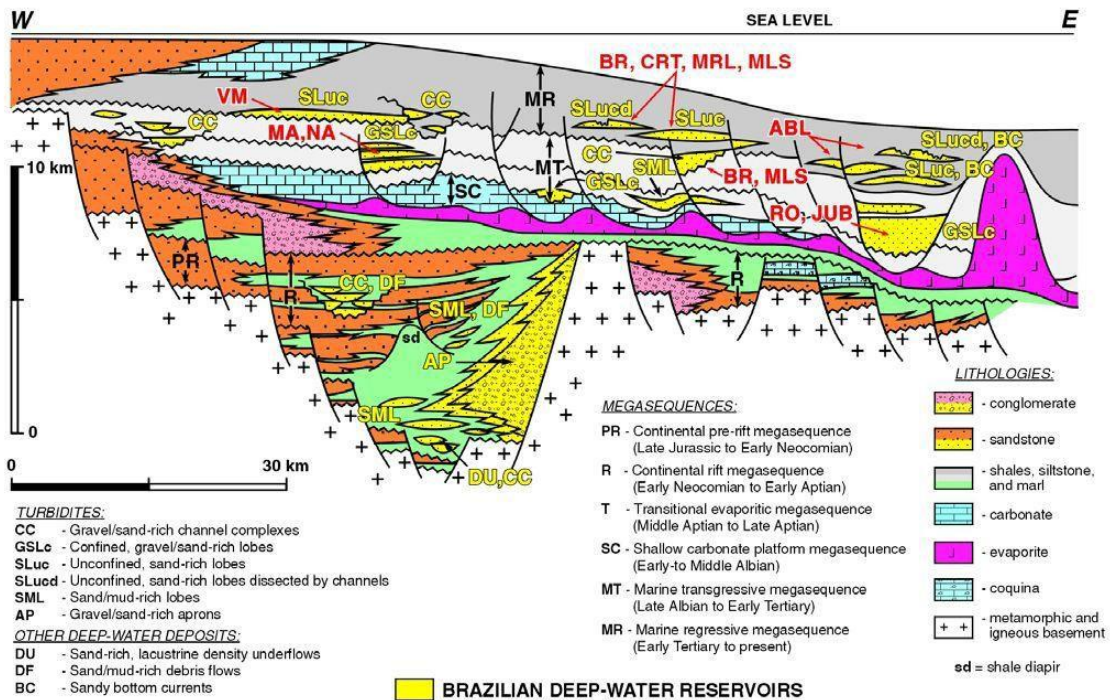 W
SEA LEVEL
E
BR, CRT, MRL, MLS
VM
SLuc
CC
MR
SLucd
SLuc
ABL
CC
MA,NA
GSLc
MT
CC
SML
SLucd, BC
SLuc, BC
10 km
SC
GSLc
BR, MLS
RO, JUB
GSLc
PR
R
CC, DF
R
SML, DF
sd
AP
SML
0
DU,CC
0
30 km
TURBIDITES:
CC - Gravel/sand-rich channel complexes
GSLc - Confined, gravel/sand-rich lobes
SLuc - Unconfined, sand-rich lobes
SLucd - Unconfined, sand-rich lobes dissected by channels
SML - Sand/mud-rich lobes
AP - Gravel/sand-rich aprons
OTHER DEEP-WATER DEPOSITS:
DU - Sand-rich, lacustrine density underflows
DF - Sand/mud-rich debris flows
BC - Sandy bottom currents
MEGASEQUENCES:
PR - Continental pre-rift megasequence
(Late Jurassic to Early Neocomian)
R - Continental rift megasequence
(Early Neocomian to Early Aptian)
T - Transitional evaporitic megasequence
(Middle Aptian to Late Aptian)
SC - Shallow carbonate platform megasequence
(Early-to Middle Albian)
MT - Marine transgressive megasequence
(Late Albian to Early Tertiary)
MR - Marine regressive megasequence
(Early Tertiary to present)
LITHOLOGIES:
- conglomerate
- sandstone
- shales, siltstone,
and marl
- carbonate
- evaporite
- coquina
- metamorphic and
igneous basement
sd = shale diapir
BRAZILIAN DEEP-WATER RESERVOIRS